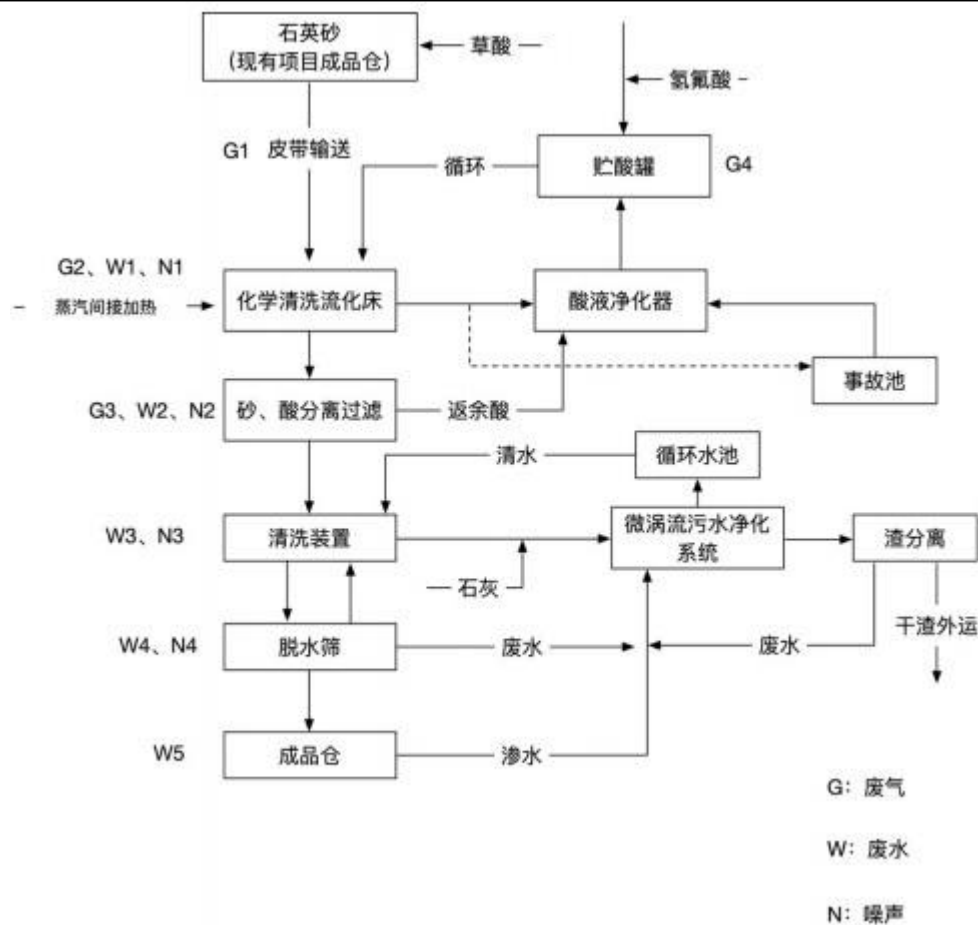 石英砂
（现有项目成品仓）
草酸
氢氟酸
G1 皮带输送
循环
贮酸罐
G4
G2、W1、N1
蒸汽间接加热
化学清洗流化床
酸液净化器
事故池
G3、W2、N2
砂、酸分离过滤
返余酸
清水
循环水池
W3、N3
清洗装置
石灰
微涡流污水净化
系统
渣分离
W4、N4
脱水筛
废水
废水
干渣外运
W5
成品仓
渗水
G：废气
W：废水
N：噪声